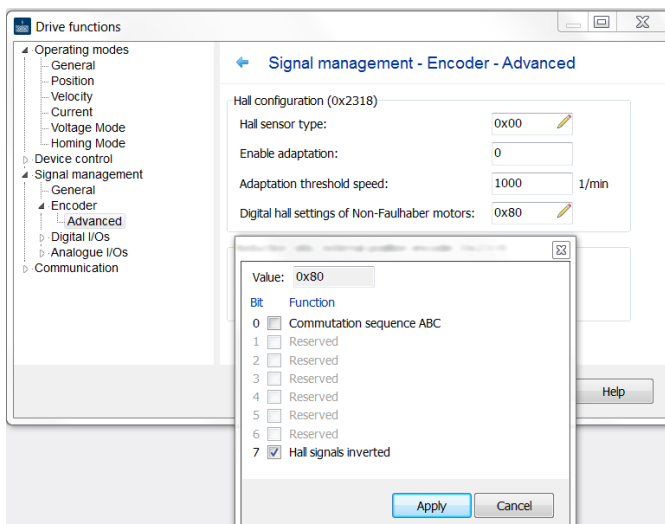 Drive functions
Operating modes
General
Position
Velocity
Current
Voltage Mode
Homing Mode
Device control
Signal management
General
Encoder
Advanced
Digital I/Os
Analogue I/Os
Communication
Signal management - Encoder - Advanced
Hall configuration (0x2318)
Hall sensor type: 0x00
Enable adaptation: 0
Adaptation threshold speed: 1000 1/min
Digital hall settings of Non-Faulhaber motors: 0x80
Value: 0x80
Bit Function
0 Commutation sequence ABC
1 Reserved
2 Reserved
3 Reserved
4 Reserved
5 Reserved
6 Reserved
7 Hall signals inverted
Apply Cancel
Help